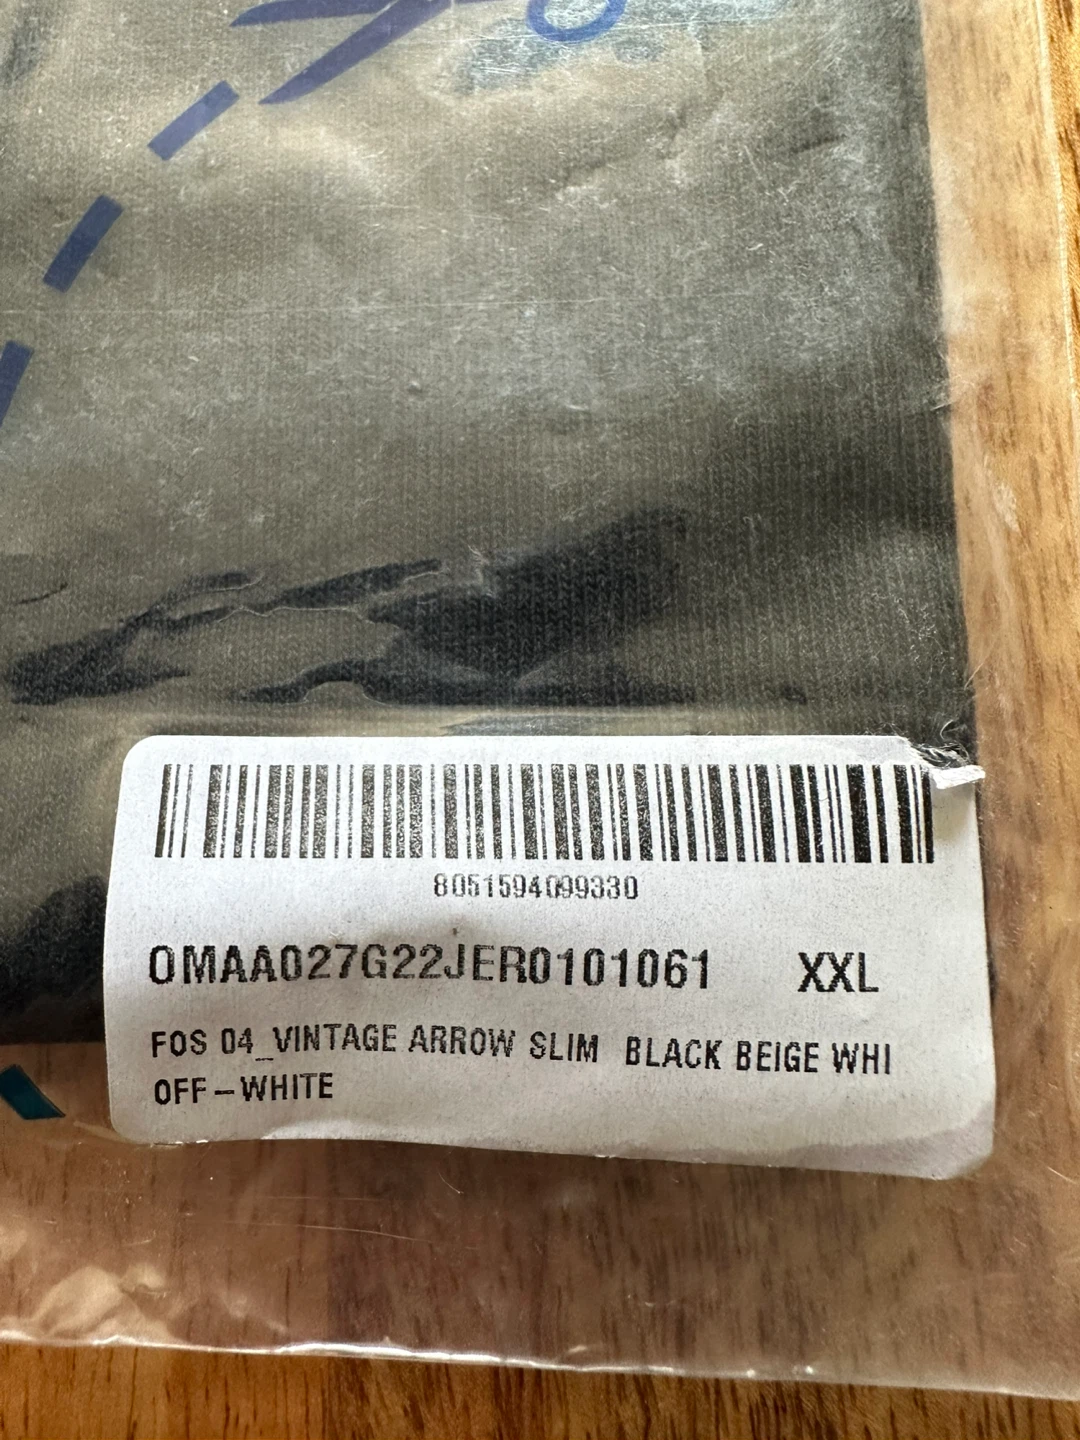 8051594099330
OMAA027G22JER0101061 XXL
FOS 04_VINTAGE ARROW SLIM BLACK BEIGE WHI
OFF-WHITE